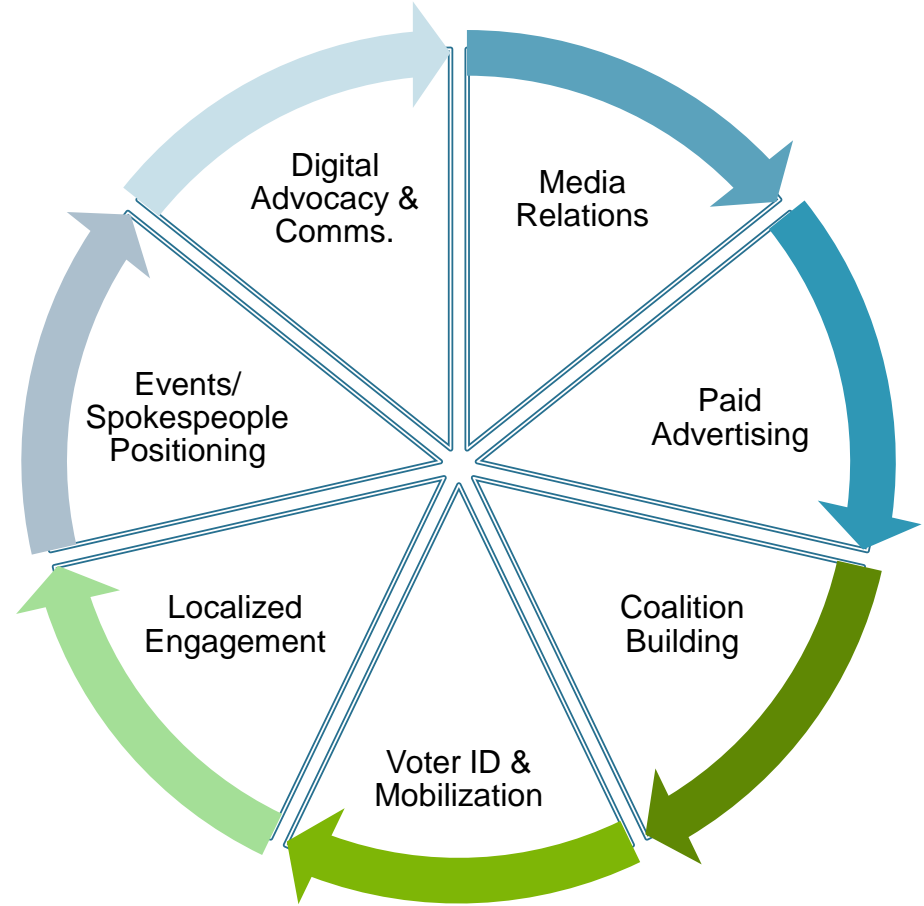 Digital
Advocacy &
Comms.
Media
Relations
Paid
Advertising
Coalition
Building
Voter ID &
Mobilization
Localized
Engagement
Events/
Spokespeople
Positioning